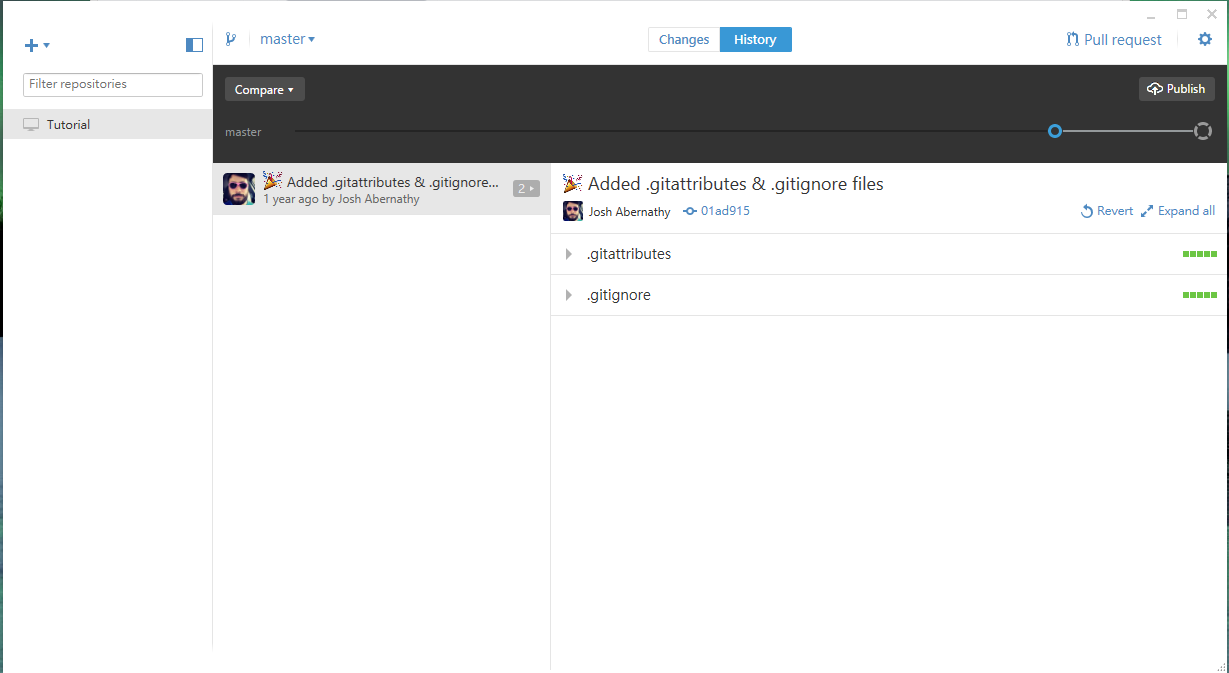 master
Changes
History
Pull request
Filter repositories
Tutorial
Compare
Publish
master
Added .gitattributes & .gitignore...
1 year ago by Josh Abernathy
2
Added .gitattributes & .gitignore files
Josh Abernathy
01ad915
Revert
Expand all
.gitattributes
.gitignore